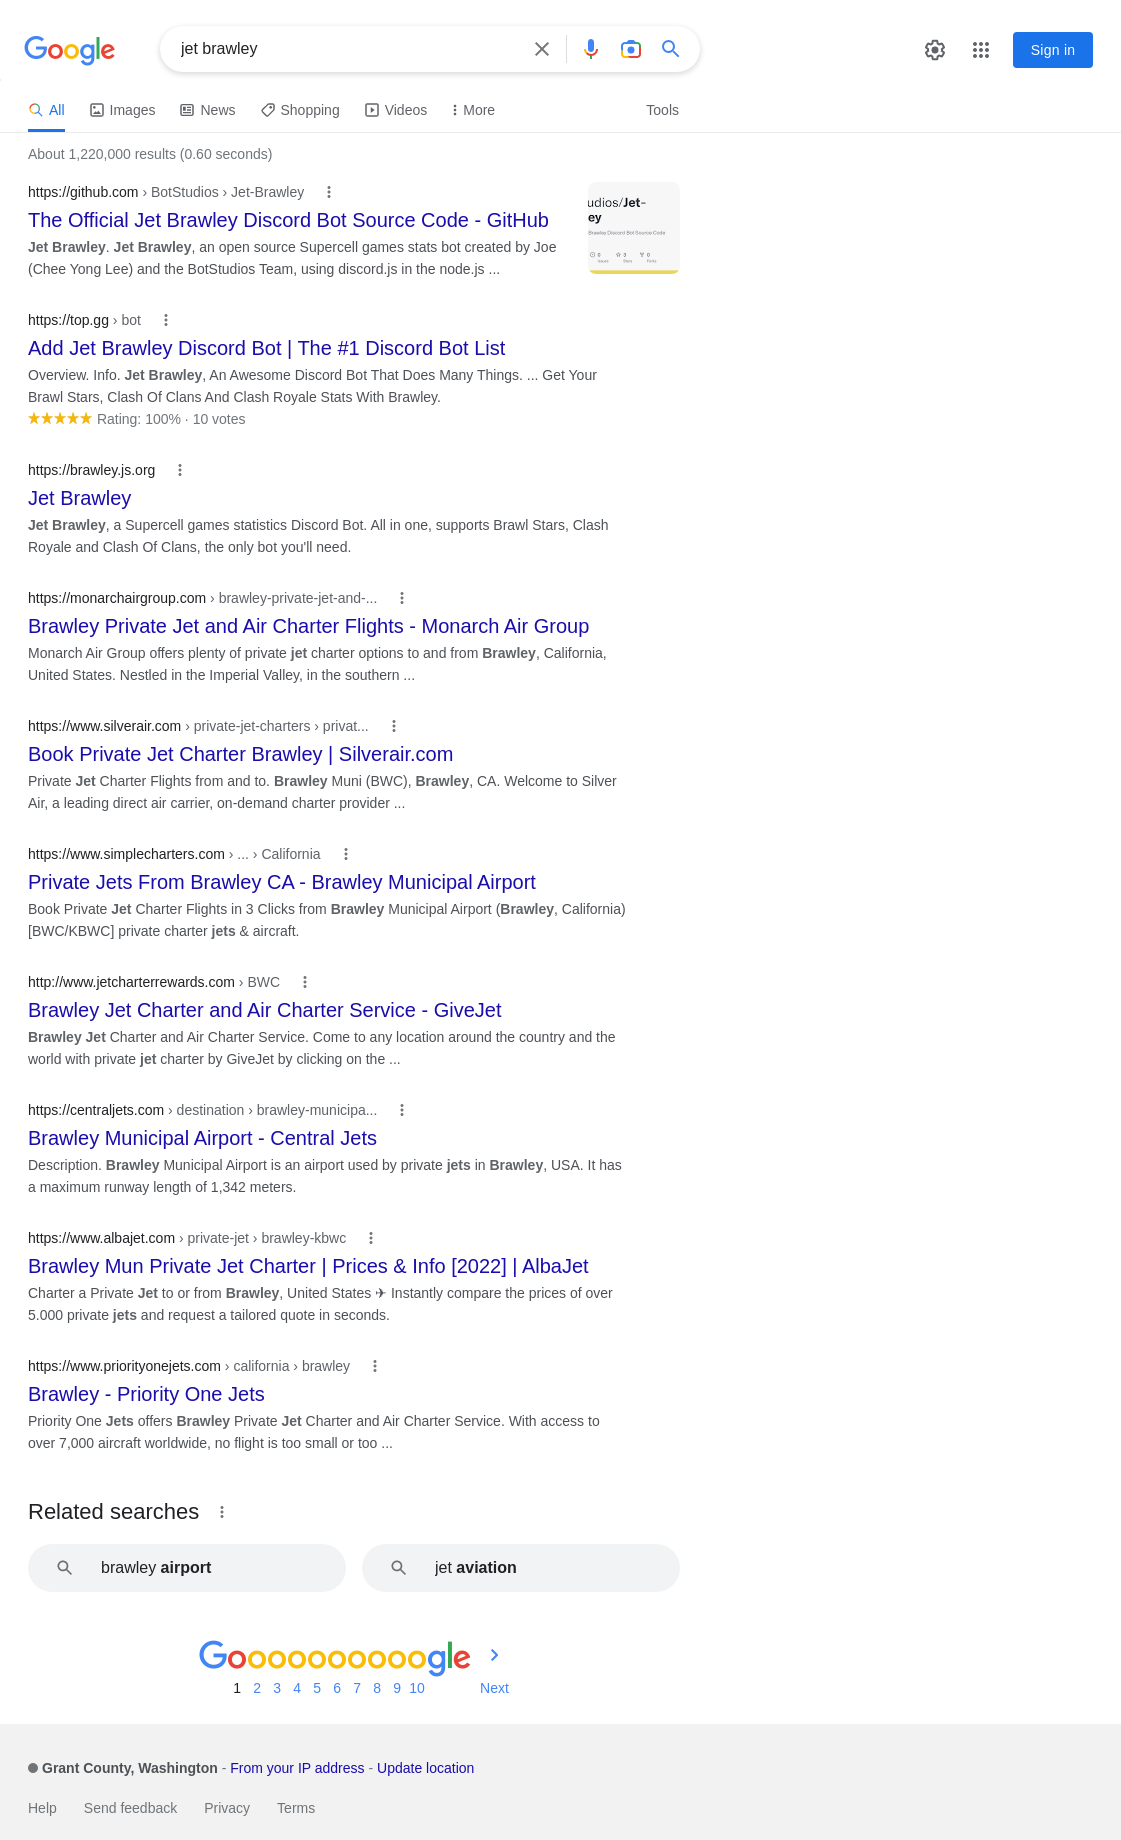 Google
jet brawley
Sign in
All
Images
News
Shopping
Videos
More
Tools
About 1,220,000 results (0.60 seconds)
https://github.com › BotStudios › Jet-Brawley
The Official Jet Brawley Discord Bot Source Code - GitHub
Jet Brawley. Jet Brawley, an open source Supercell games stats bot created by Joe
(Chee Yong Lee) and the BotStudios Team, using discord.js in the node.js ...
udios/Jet-
ey
Brawley Discord Bot Source Code
0 3 0
Issues Stars Forks
https://top.gg › bot
Add Jet Brawley Discord Bot | The #1 Discord Bot List
Overview. Info. Jet Brawley, An Awesome Discord Bot That Does Many Things. ... Get Your
Brawl Stars, Clash Of Clans And Clash Royale Stats With Brawley.
Rating: 100% · 10 votes
https://brawley.js.org
Jet Brawley
Jet Brawley, a Supercell games statistics Discord Bot. All in one, supports Brawl Stars, Clash
Royale and Clash Of Clans, the only bot you'll need.
https://monarchairgroup.com › brawley-private-jet-and-...
Brawley Private Jet and Air Charter Flights - Monarch Air Group
Monarch Air Group offers plenty of private jet charter options to and from Brawley, California,
United States. Nestled in the Imperial Valley, in the southern ...
https://www.silverair.com › private-jet-charters › privat...
Book Private Jet Charter Brawley | Silverair.com
Private Jet Charter Flights from and to. Brawley Muni (BWC), Brawley, CA. Welcome to Silver
Air, a leading direct air carrier, on-demand charter provider ...
https://www.simplecharters.com › ... › California
Private Jets From Brawley CA - Brawley Municipal Airport
Book Private Jet Charter Flights in 3 Clicks from Brawley Municipal Airport (Brawley, California)
[BWC/KBWC] private charter jets & aircraft.
http://www.jetcharterrewards.com › BWC
Brawley Jet Charter and Air Charter Service - GiveJet
Brawley Jet Charter and Air Charter Service. Come to any location around the country and the
world with private jet charter by GiveJet by clicking on the ...
https://centraljets.com › destination › brawley-municipa...
Brawley Municipal Airport - Central Jets
Description. Brawley Municipal Airport is an airport used by private jets in Brawley, USA. It has
a maximum runway length of 1,342 meters.
https://www.albajet.com › private-jet › brawley-kbwc
Brawley Mun Private Jet Charter | Prices & Info [2022] | AlbaJet
Charter a Private Jet to or from Brawley, United States ✈ Instantly compare the prices of over
5.000 private jets and request a tailored quote in seconds.
https://www.priorityonejets.com › california › brawley
Brawley - Priority One Jets
Priority One Jets offers Brawley Private Jet Charter and Air Charter Service. With access to
over 7,000 aircraft worldwide, no flight is too small or too ...
Related searches
brawley airport
jet aviation
Goooooooooogle
1 2 3 4 5 6 7 8 9 10 Next
Grant County, Washington - From your IP address - Update location
Help Send feedback Privacy Terms